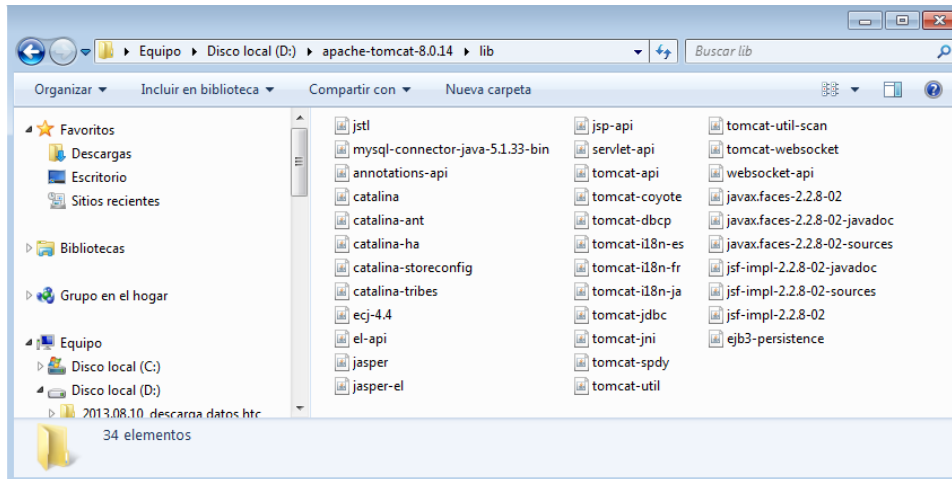 Equipo ▸ Disco local (D:) ▸ apache-tomcat-8.0.14 ▸ lib
Buscar lib
Organizar
Incluir en biblioteca
Compartir con
Nueva carpeta
Favoritos
Descargas
Escritorio
Sitios recientes
Bibliotecas
Grupo en el hogar
Equipo
Disco local (C:)
Disco local (D:)
2013.08.10 descarga datos htc
jstl
mysql-connector-java-5.1.33-bin
annotations-api
catalina
catalina-ant
catalina-ha
catalina-storeconfig
catalina-tribes
ecj-4.4
el-api
jasper
jasper-el
jsp-api
servlet-api
tomcat-api
tomcat-coyote
tomcat-dbcp
tomcat-i18n-es
tomcat-i18n-fr
tomcat-i18n-ja
tomcat-jdbc
tomcat-jni
tomcat-spdy
tomcat-util
tomcat-util-scan
tomcat-websocket
websocket-api
javax.faces-2.2.8-02
javax.faces-2.2.8-02-javadoc
javax.faces-2.2.8-02-sources
jsf-impl-2.2.8-02-javadoc
jsf-impl-2.2.8-02-sources
jsf-impl-2.2.8-02
ejb3-persistence
34 elementos